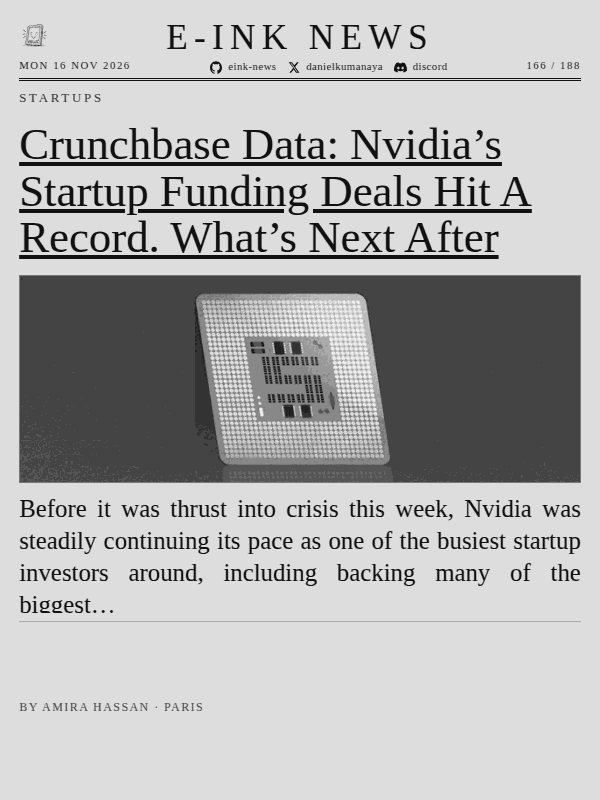 E-INK NEWS
MON 16 NOV 2026
eink-news
danielkumanaya
discord
166 / 188
STARTUPS
Crunchbase Data: Nvidia’s
Startup Funding Deals Hit A
Record. What’s Next After
Before it was thrust into crisis this week, Nvidia was
steadily continuing its pace as one of the busiest startup
investors around, including backing many of the
biggest…
BY AMIRA HASSAN · PARIS